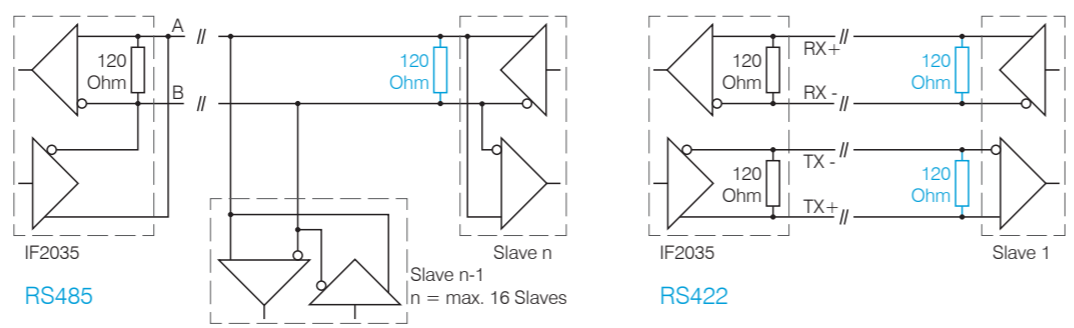 A
120
Ohm
B
120
Ohm
IF2035
Slave n
Slave n-1
n = max. 16 Slaves
RS485
120
Ohm
RX+
RX -
120
Ohm
120
Ohm
TX -
TX+
120
Ohm
IF2035
Slave 1
RS422